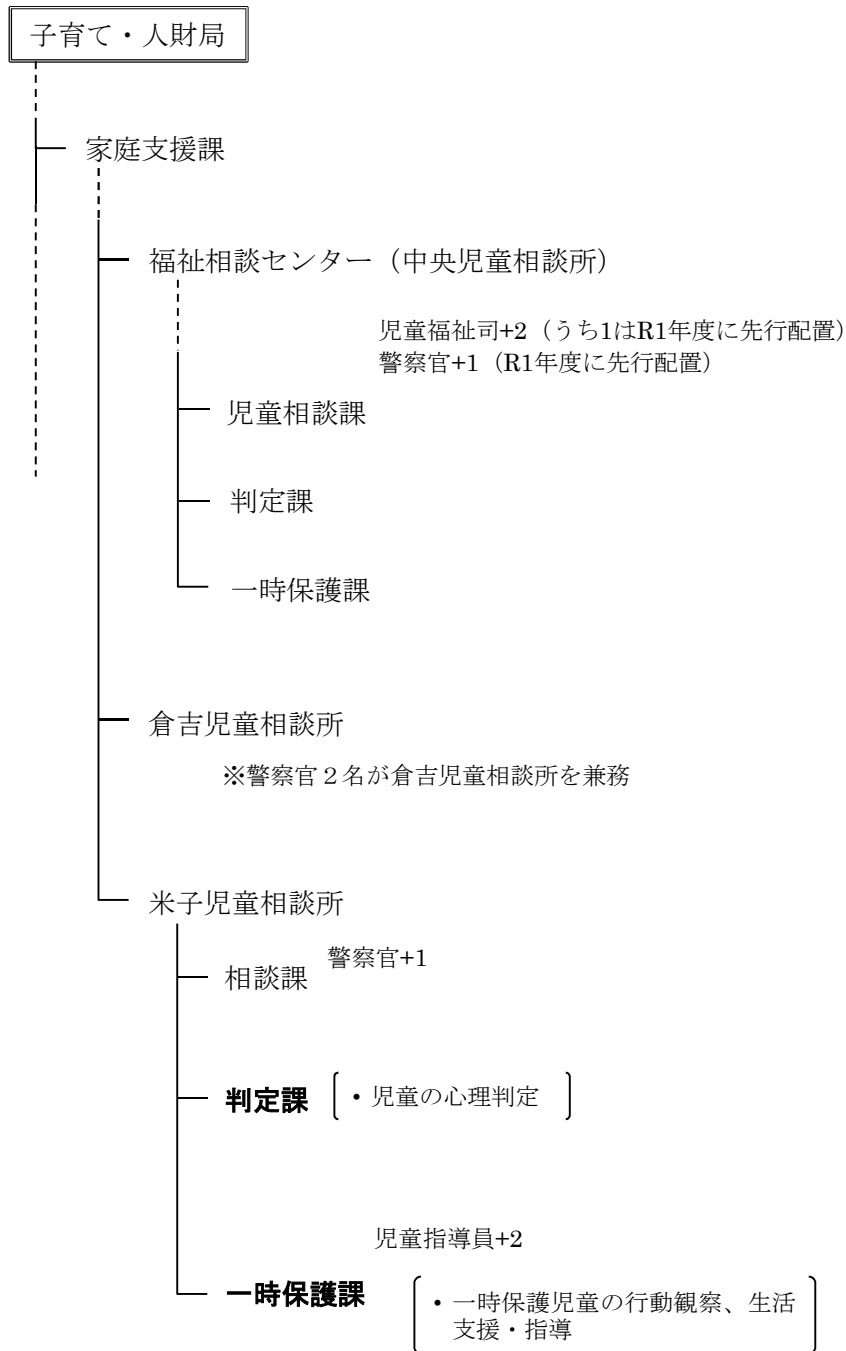 子育て・人財局
家庭支援課
福祉相談センター（中央児童相談所）
児童福祉司+2（うち1はR1年度に先行配置）
警察官+1（R1年度に先行配置）
児童相談課
判定課
一時保護課
倉吉児童相談所
※警察官２名が倉吉児童相談所を兼務
米子児童相談所
警察官+1
相談課
判定課 ・児童の心理判定
児童指導員+2
一時保護課 ・一時保護児童の行動観察、生活
支援・指導